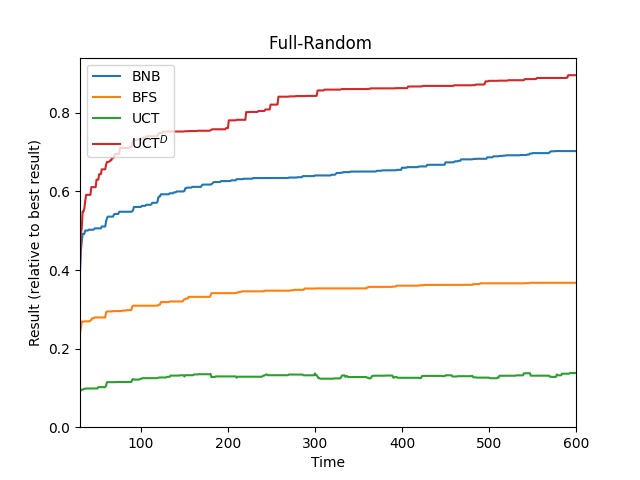 Full-Random
BNB
BFS
UCT
UCT^D
Result (relative to best result)
0.8
0.6
0.4
0.2
0.0
100 200 300 400 500 600
Time